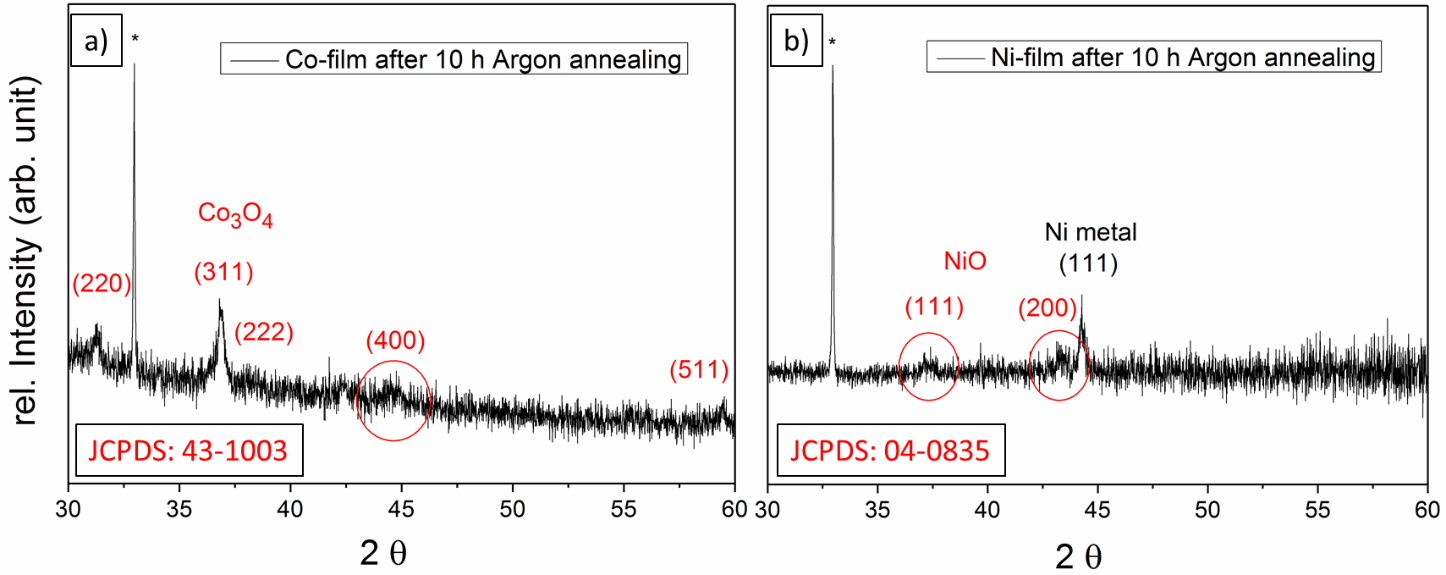 a)
*
Co-film after 10 h Argon annealing
rel. Intensity (arb. unit)
Co₃O₄
(220)
(311)
(222)
(400)
(511)
JCPDS: 43-1003
30 35 40 45 50 55 60
2 θ
b)
*
Ni-film after 10 h Argon annealing
Ni metal
(111)
NiO
(111)
(200)
JCPDS: 04-0835
30 35 40 45 50 55 60
2 θ